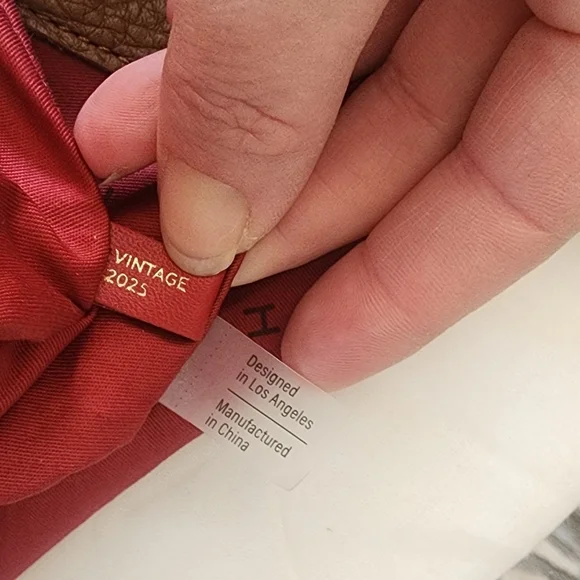 VINTAGE
2025
H
Designed
in Los Angeles
Manufactured
in China